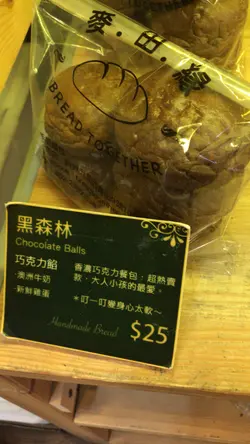 麥.田.
BREAD TOGETHER
黑森林
Chocolate Balls
巧克力餡
·澳洲牛奶
·新鮮雞蛋
香濃巧克力餐包，超熱賣
款，大人小孩的最愛。
*叮一叮變身心太軟～
Handmade Bread
$25